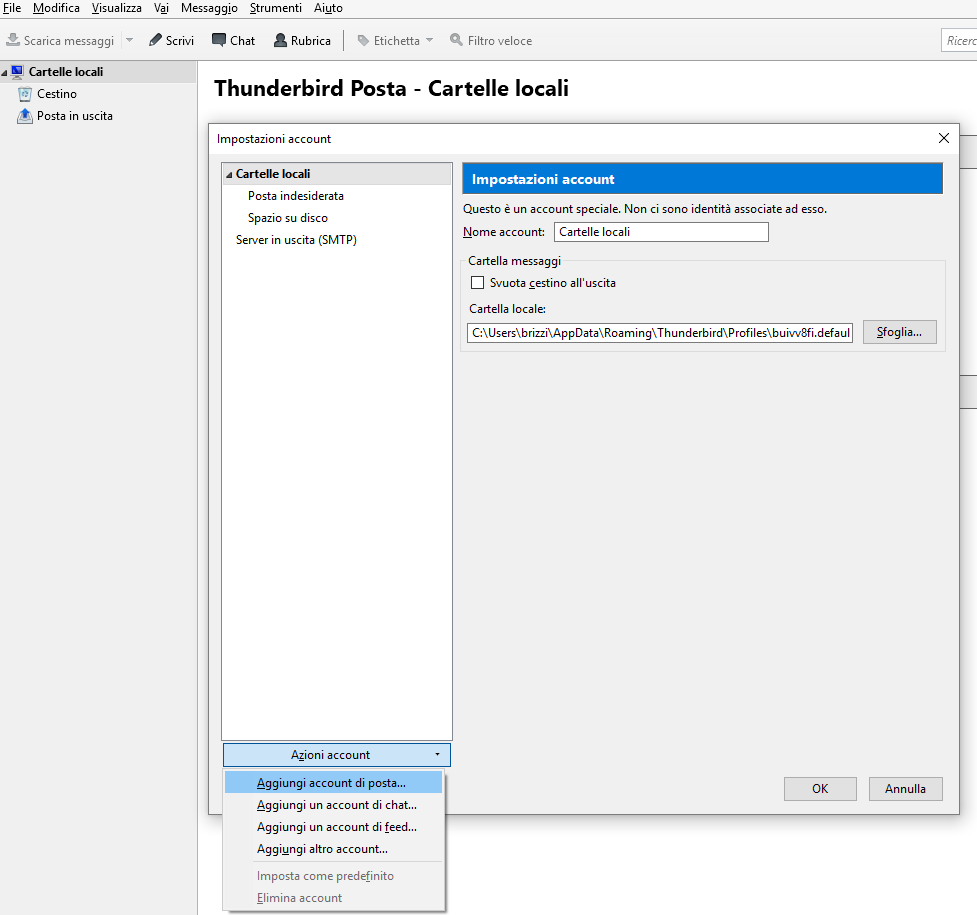 File Modifica Visualizza Vai Messaggio Strumenti Aiuto
Scarica messaggi Scrivi Chat Rubrica Etichetta Filtro veloce Ricerc
Cartelle locali
Cestino
Posta in uscita
Thunderbird Posta - Cartelle locali
Impostazioni account
Cartelle locali
Posta indesiderata
Spazio su disco
Server in uscita (SMTP)
Impostazioni account
Questo è un account speciale. Non ci sono identità associate ad esso.
Nome account: Cartelle locali
Cartella messaggi
Svuota cestino all'uscita
Cartella locale:
C:\Users\brizzi\AppData\Roaming\Thunderbird\Profiles\buivv8fi.defaul Sfoglia...
Azioni account
Aggiungi account di posta...
Aggiungi un account di chat...
Aggiungi un account di feed...
Aggiungi altro account...
Imposta come predefinito
Elimina account
OK Annulla